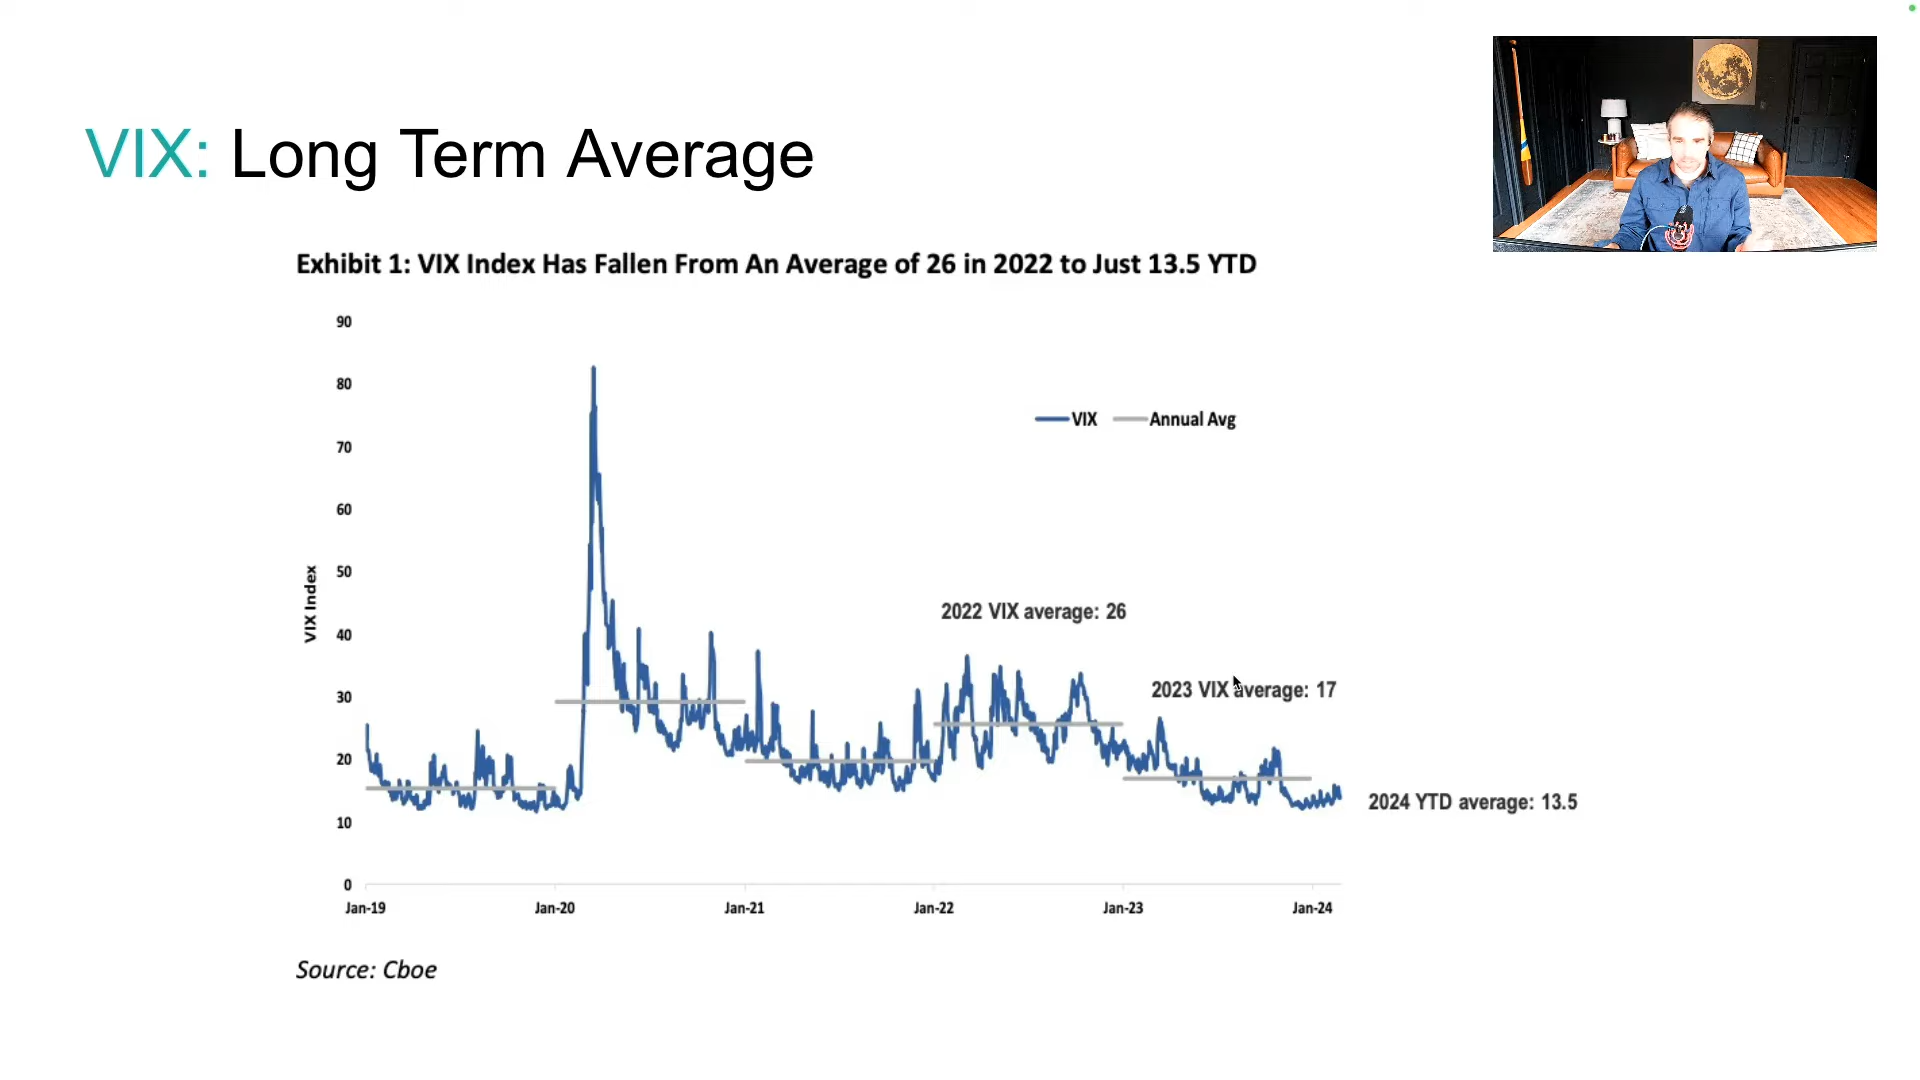 VIX: Long Term Average
Exhibit 1: VIX Index Has Fallen From An Average of 26 in 2022 to Just 13.5 YTD
90
80
VIX Annual Avg
70
60
50
VIX Index
2022 VIX average: 26
40
2023 VIX average: 17
30
20
2024 YTD average: 13.5
10
0
Jan-19 Jan-20 Jan-21 Jan-22 Jan-23 Jan-24
Source: Cboe